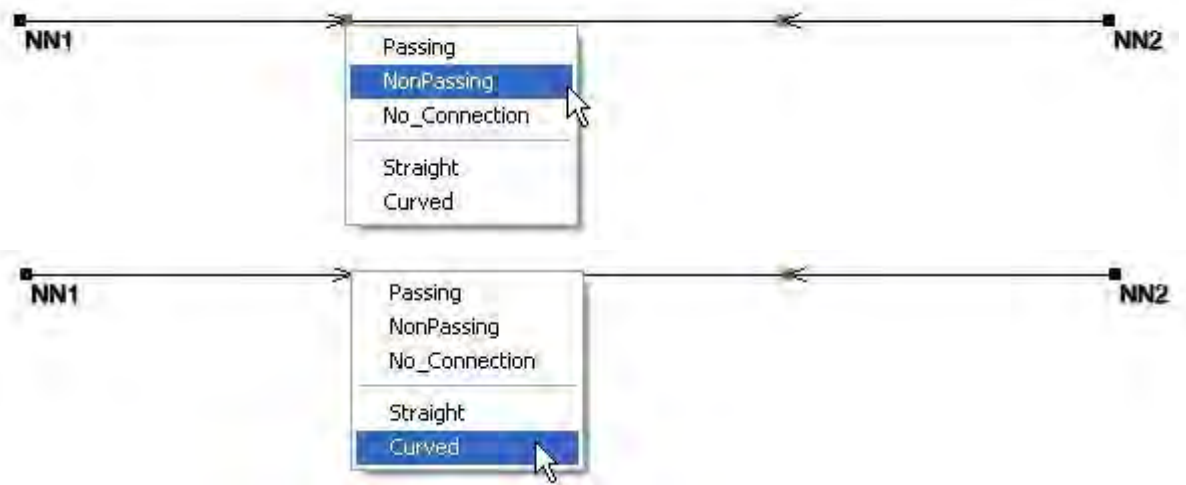 NN1
NN2
Passing
NonPassing
No_Connection
Straight
Curved
NN1
NN2
Passing
NonPassing
No_Connection
Straight
Curved